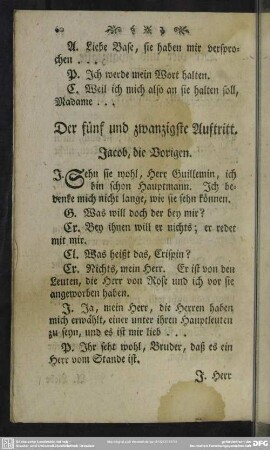 A. Liebe Base, sie haben mir verspro-
chen . . .
P. Ich werde mein Wort halten.
C. Weil ich mich also an sie halten soll,
Madame . . .
Der fünf und zwanzigste Auftritt.
Jacob, die Vorigen.
J. Sehn sie wohl, Herr Guillemin, ich
bin schon Hauptmann. Ich be-
denke mich nicht lange, wie sie sehn können.
G. Was will doch der bey mir?
Cr. Bey ihnen will er nichts; er redet
mit mir.
Cl. Was heißt das, Crispin?
Cr. Nichts, mein Herr. Er ist von den
Leuten, die Herr von Rose und ich vor sie
angeworben haben.
J. Ja, mein Herr, die Herren haben
mich erwählt, einer unter ihren Hauptleuten
zu seyn, und es ist mir lieb . . .
P. Ihr seht wohl, Bruder, daß es ein
Herr vom Stande ist.
J. Herr